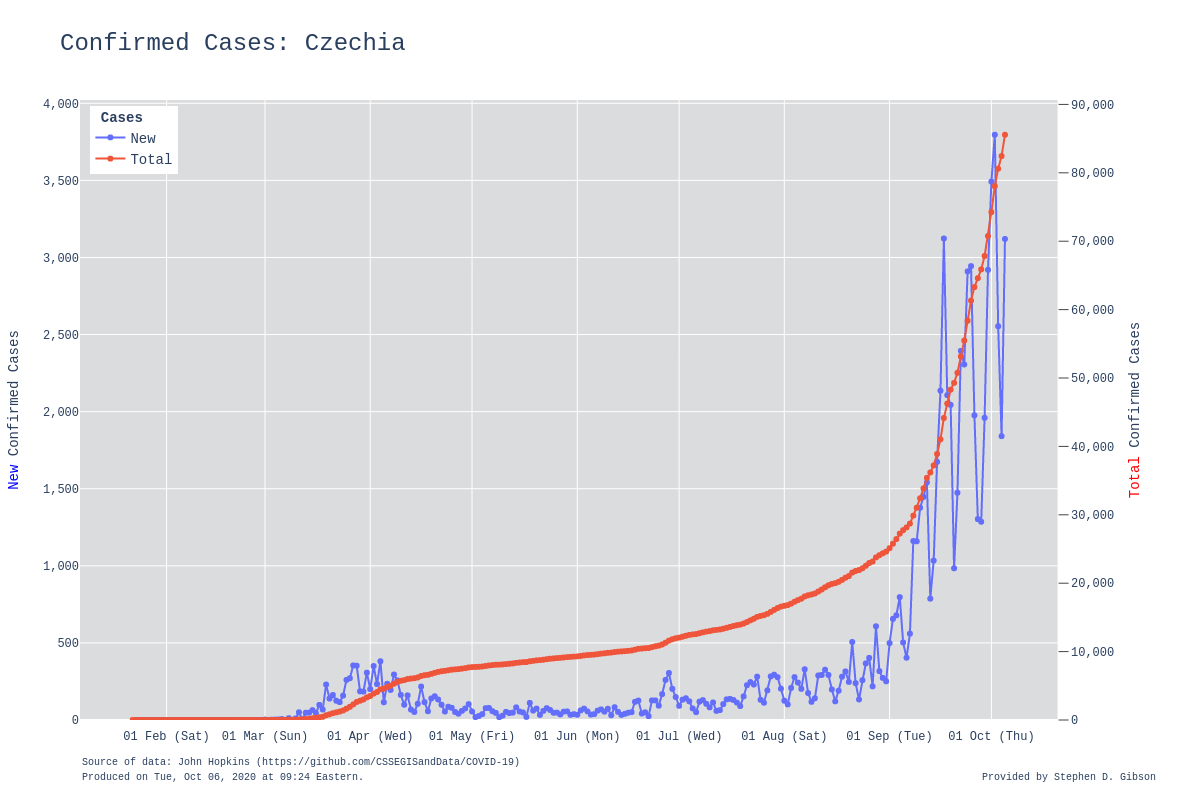 Confirmed Cases: Czechia
Cases
New
Total
4,000
3,500
3,000
2,500
2,000
1,500
1,000
500
0
New Confirmed Cases
90,000
80,000
70,000
60,000
50,000
40,000
30,000
20,000
10,000
0
Total Confirmed Cases
01 Feb (Sat) 01 Mar (Sun) 01 Apr (Wed) 01 May (Fri) 01 Jun (Mon) 01 Jul (Wed) 01 Aug (Sat) 01 Sep (Tue) 01 Oct (Thu)
Source of data: John Hopkins (https://github.com/CSSEGISandData/COVID-19)
Produced on Tue, Oct 06, 2020 at 09:24 Eastern.
Provided by Stephen D. Gibson